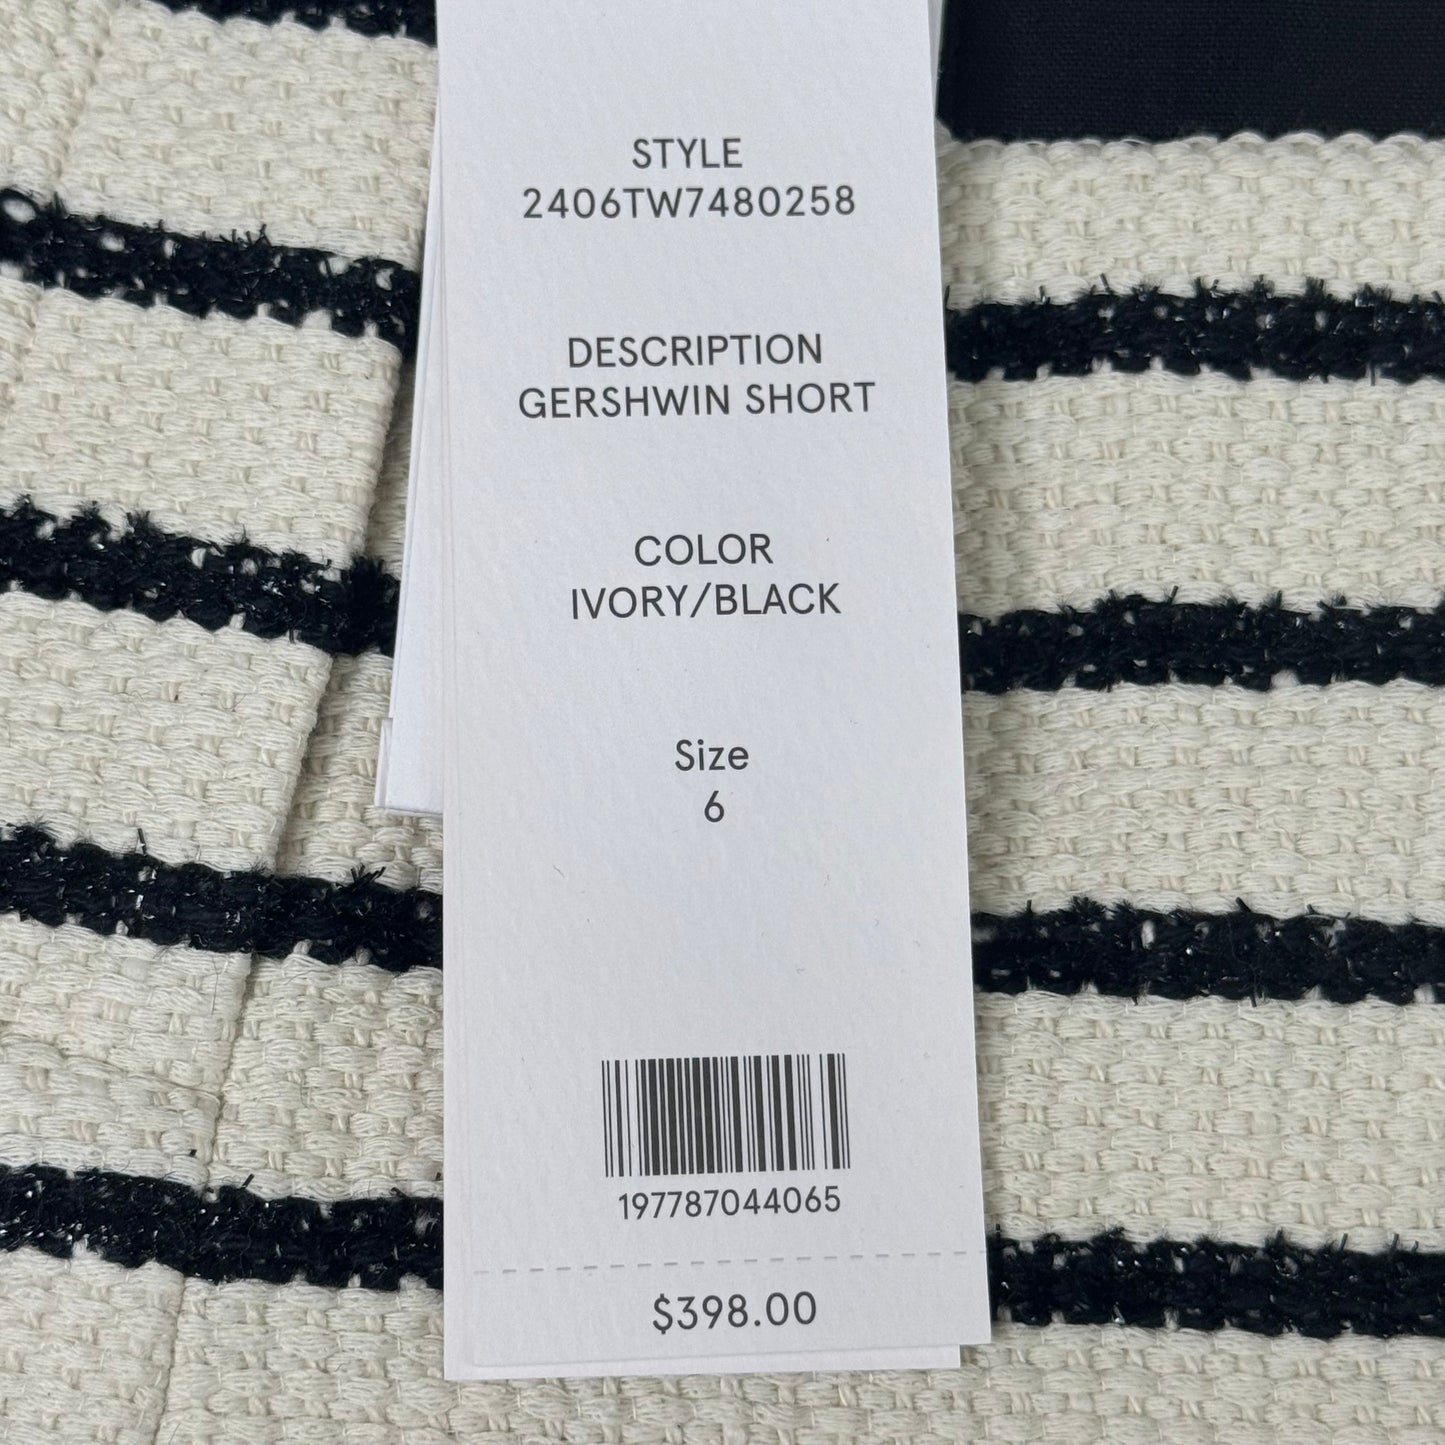 STYLE
2406TW7480258
DESCRIPTION
GERSHWIN SHORT
COLOR
IVORY/BLACK
Size
6
197787044065
$398.00